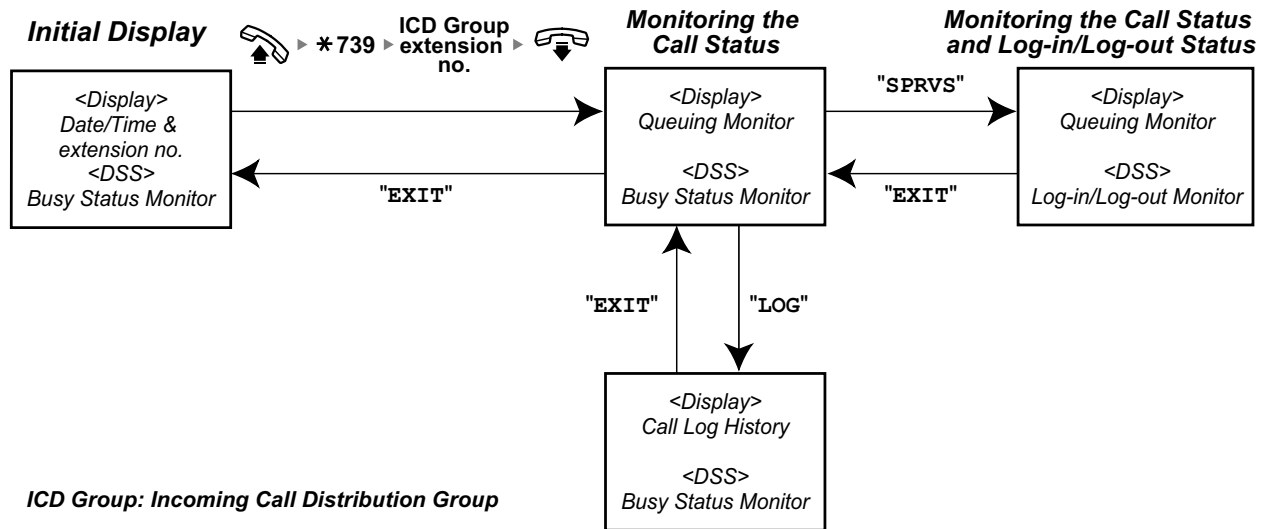 Initial Display
✳739
ICD Group
extension
no.
Monitoring the
Call Status
Monitoring the Call Status
and Log-in/Log-out Status
<Display>
Date/Time &
extension no.
<DSS>
Busy Status Monitor
"EXIT"
<Display>
Queuing Monitor
<DSS>
Busy Status Monitor
"SPRVS"
"EXIT"
<Display>
Queuing Monitor
<DSS>
Log-in/Log-out Monitor
"EXIT"
"LOG"
<Display>
Call Log History
<DSS>
Busy Status Monitor
ICD Group: Incoming Call Distribution Group